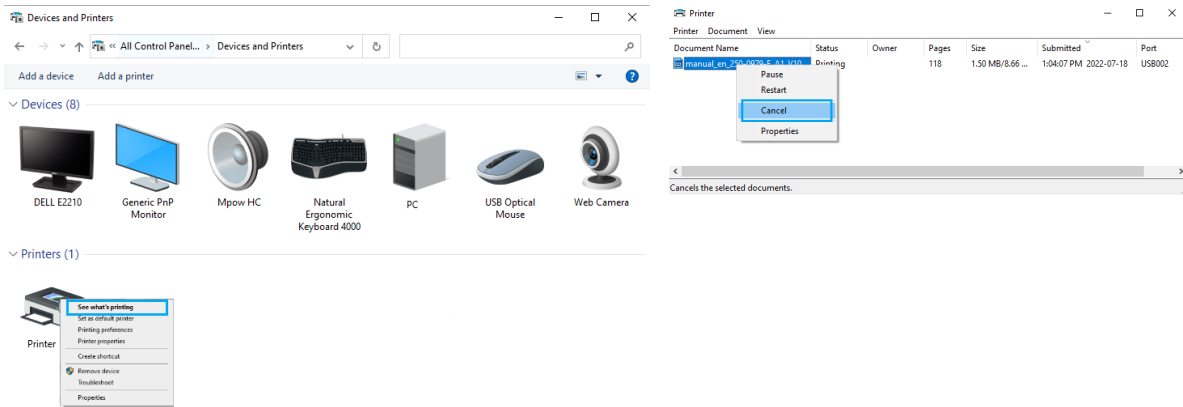 Devices and Printers
« All Control Panel... › Devices and Printers
Add a device Add a printer
Devices (8)
DELL E2210
Generic PnP
Monitor
Mpow HC
Natural
Ergonomic
Keyboard 4000
PC
USB Optical
Mouse
Web Camera
Printers (1)
Printer
See what's printing
Set as default printer
Printing preferences
Printer properties
Create shortcut
Remove device
Troubleshoot
Properties
Printer
Printer Document View
Document Name Status Owner Pages Size Submitted Port
manual_en_250-0979-F_A1_V10 Printing 118 1.50 MB/8.66 ... 1:04:07 PM 2022-07-18 USB002
Pause
Restart
Cancel
Properties
Cancels the selected documents.